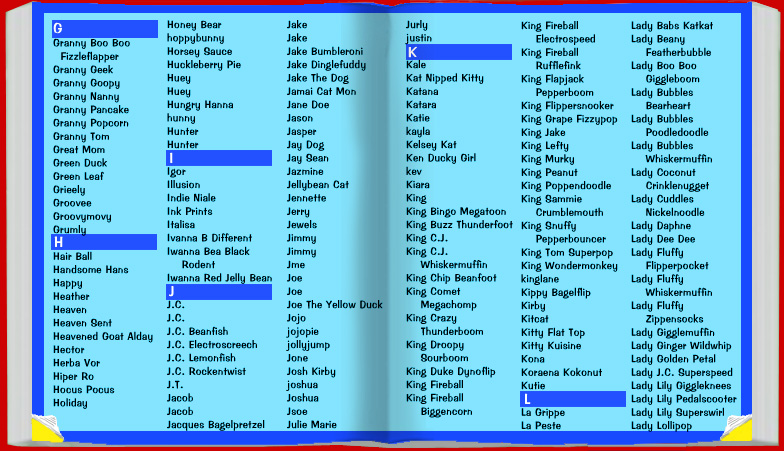 G
Granny Boo Boo
Fizzleflapper
Granny Geek
Granny Goopy
Granny Nanny
Granny Pancake
Granny Popcorn
Granny Tom
Great Mom
Green Duck
Green Leaf
Grieely
Groovee
Groovymovy
Grumly
H
Hair Ball
Handsome Hans
Happy
Heather
Heaven
Heaven Sent
Heavened Goat Alday
Hector
Herba Vor
Hiper Ro
Hocus Pocus
Holiday
Honey Bear
hoppybunny
Horsey Sauce
Huckleberry Pie
Huey
Huey
Hungry Hanna
hunny
Hunter
Hunter
I
Igor
Illusion
Indie Niale
Ink Prints
Italisa
Ivanna B Different
Iwanna Bea Black
Rodent
Iwanna Red Jelly Bean
J
J.C.
J.C.
J.C. Beanfish
J.C. Electroscreech
J.C. Lemonfish
J.C. Rockentwist
J.T.
Jacob
Jacob
Jacques Bagelpretzel
Jake
Jake
Jake Bumbleroni
Jake Dinglefuddy
Jake The Dog
Jamai Cat Mon
Jane Doe
Jason
Jasper
Jay Dog
Jay Sean
Jazmine
Jellybean Cat
Jennette
Jerry
Jewels
Jimmy
Jimmy
Jme
Joe
Joe
Joe The Yellow Duck
Jojo
jojopie
jollyjump
Jone
Josh Kirby
joshua
Joshua
Jsoe
Julie Marie
Jurly
justin
K
Kale
Kat Nipped Kitty
Katana
Katara
Katie
kayla
Kelsey Kat
Ken Ducky Girl
kev
Kiara
King
King Bingo Megatoon
King Buzz Thunderfoot
King C.J.
King C.J.
Whiskermuffin
King Chip Beanfoot
King Comet
Megachomp
King Crazy
Thunderboom
King Droopy
Sourboom
King Duke Dynoflip
King Fireball
King Fireball
Biggencorn
King Fireball
Electrospeed
King Fireball
Rufflefink
King Flapjack
Pepperboom
King Flippersnooker
King Grape Fizzypop
King Jake
King Lefty
King Murky
King Peanut
King Poppendoodle
King Sammie
Crumblemouth
King Snuffy
Pepperbouncer
King Tom Superpop
King Wondermonkey
kinglane
Kippy Bagelflip
Kirby
Kitcat
Kitty Flat Top
Kitty Kuisine
Kona
Koraena Kokonut
Kutie
L
La Grippe
La Peste
Lady Babs Katkat
Lady Beany
Featherbubble
Lady Boo Boo
Giggleboom
Lady Bubbles
Bearheart
Lady Bubbles
Poodledoodle
Lady Bubbles
Whiskermuffin
Lady Coconut
Crinklenugget
Lady Cuddles
Nickelnoodle
Lady Daphne
Lady Dee Dee
Lady Fluffy
Flipperpocket
Lady Fluffy
Whiskermuffin
Lady Fluffy
Zippensocks
Lady Gigglemuffin
Lady Ginger Wildwhip
Lady Golden Petal
Lady J.C. Superspeed
Lady Lily Giggleknees
Lady Lily Pedalscooter
Lady Lily Superswirl
Lady Lollipop